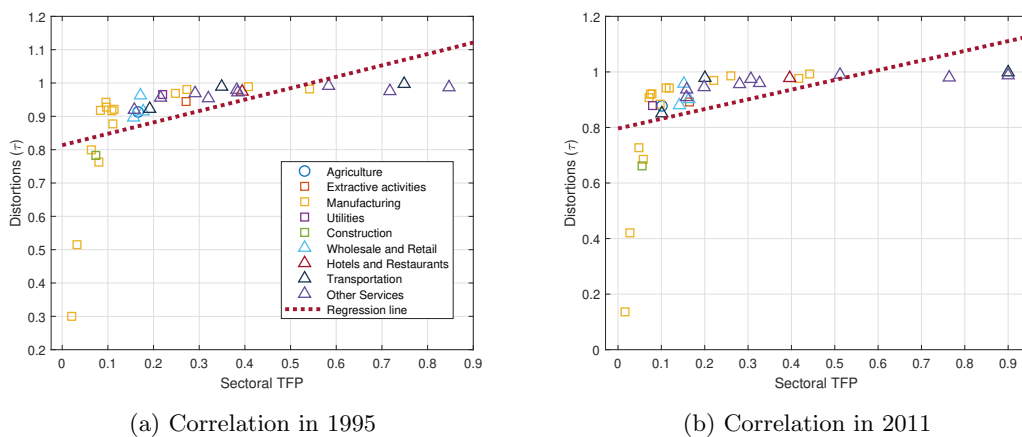 1.2
1.1
1
0.9
0.8
0.7
0.6
0.5
0.4
0.3
0.2
Distortions (τ)
Agriculture
Extractive activities
Manufacturing
Utilities
Construction
Wholesale and Retail
Hotels and Restaurants
Transportation
Other Services
Regression line
0 0.1 0.2 0.3 0.4 0.5 0.6 0.7 0.8 0.9
Sectoral TFP
(a) Correlation in 1995
1.2
1
0.8
0.6
0.4
0.2
0
Distortions (τ)
0 0.1 0.2 0.3 0.4 0.5 0.6 0.7 0.8 0.9
Sectoral TFP
(b) Correlation in 2011